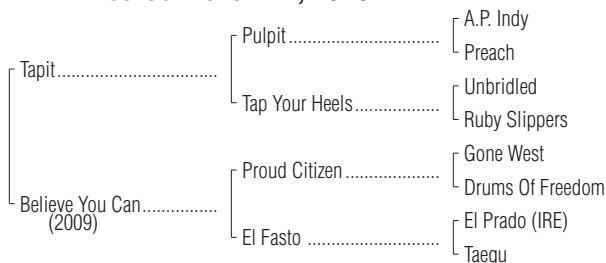 Tapit
Believe You Can
(2009)
Pulpit
Tap Your Heels
Proud Citizen
El Fasto
A.P. Indy
Preach
Unbridled
Ruby Slippers
Gone West
Drums Of Freedom
El Prado (IRE)
Taegu